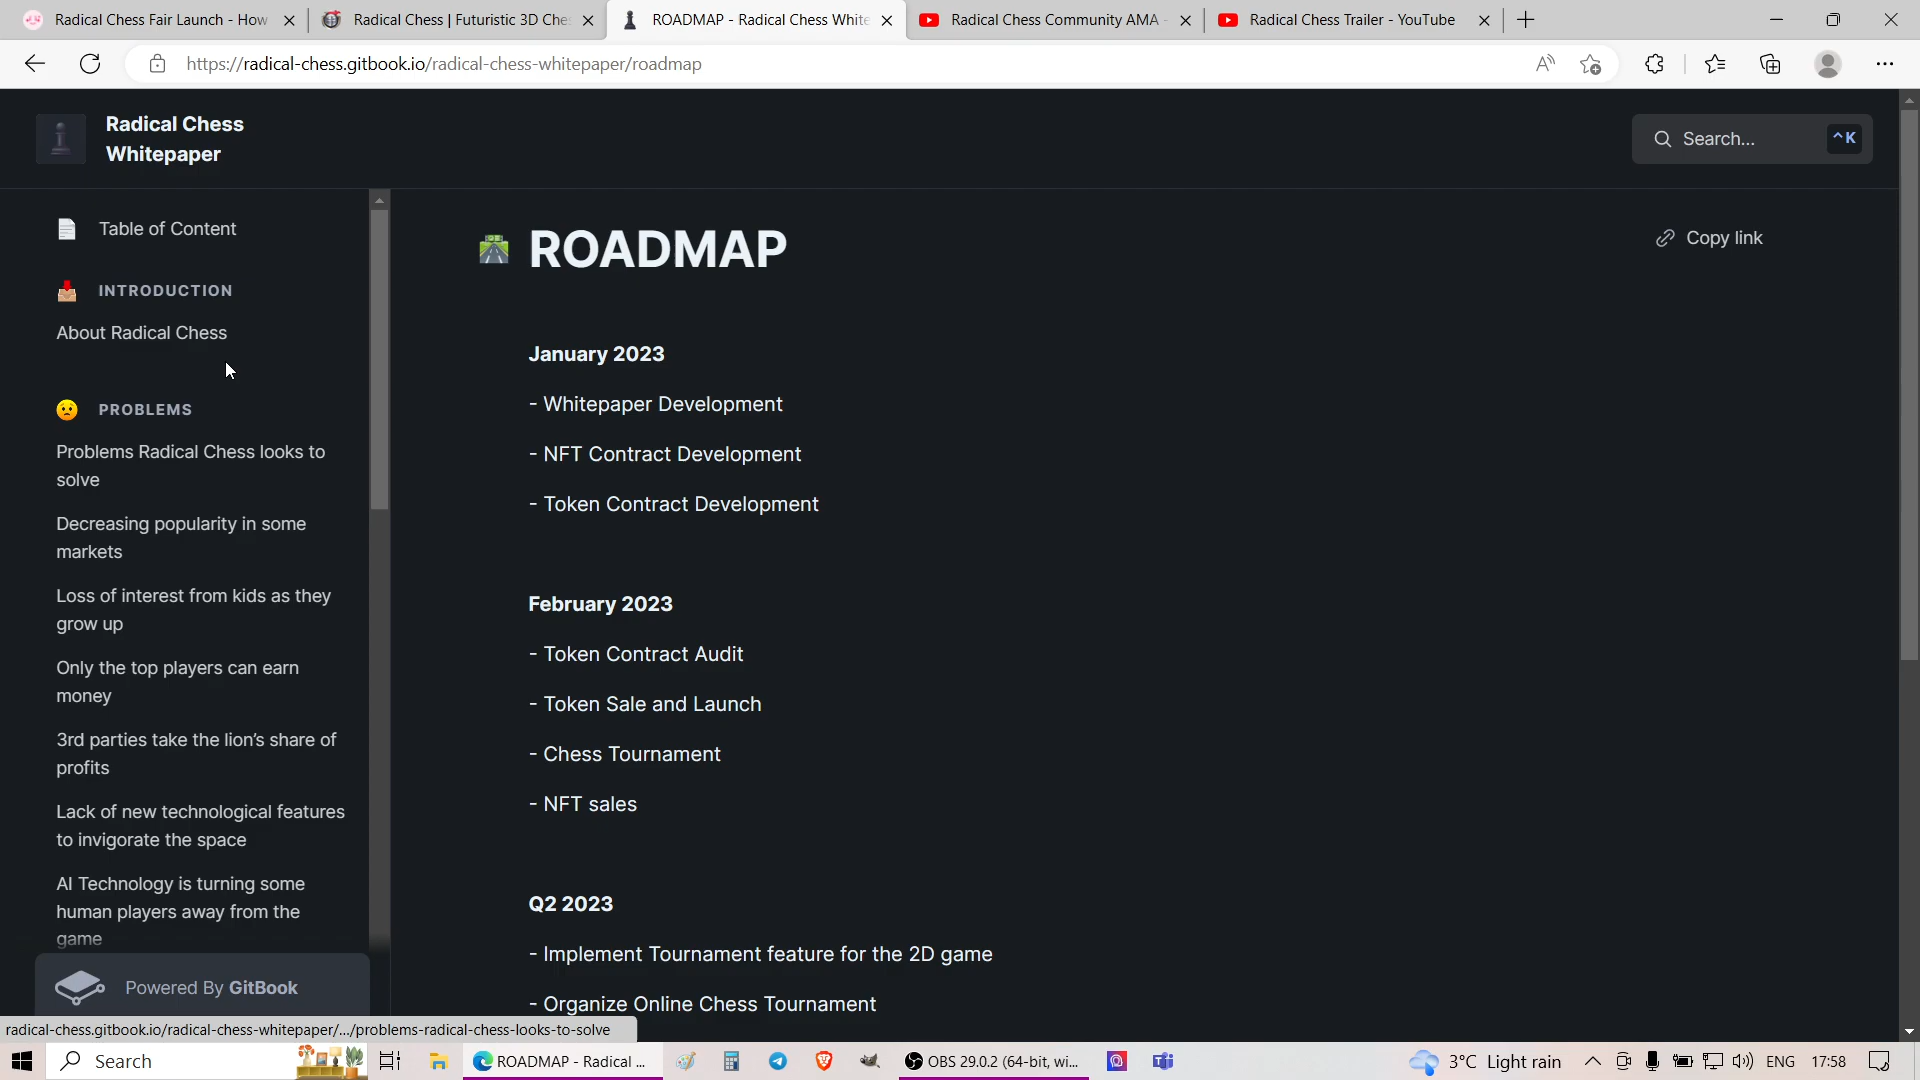 Radical Chess Fair Launch - How
Radical Chess | Futuristic 3D Che
ROADMAP - Radical Chess White
Radical Chess Community AMA -
Radical Chess Trailer - YouTube
https://radical-chess.gitbook.io/radical-chess-whitepaper/roadmap
Radical Chess
Whitepaper
Search...
^K
Table of Content
INTRODUCTION
About Radical Chess
PROBLEMS
Problems Radical Chess looks to
solve
Decreasing popularity in some
markets
Loss of interest from kids as they
grow up
Only the top players can earn
money
3rd parties take the lion's share of
profits
Lack of new technological features
to invigorate the space
AI Technology is turning some
human players away from the
game
Powered By GitBook
ROADMAP
Copy link
January 2023
- Whitepaper Development
- NFT Contract Development
- Token Contract Development
February 2023
- Token Contract Audit
- Token Sale and Launch
- Chess Tournament
- NFT sales
Q2 2023
- Implement Tournament feature for the 2D game
- Organize Online Chess Tournament
radical-chess.gitbook.io/radical-chess-whitepaper/.../problems-radical-chess-looks-to-solve
Search
ROADMAP - Radical ...
OBS 29.0.2 (64-bit, wi...
3°C Light rain
ENG
17:58